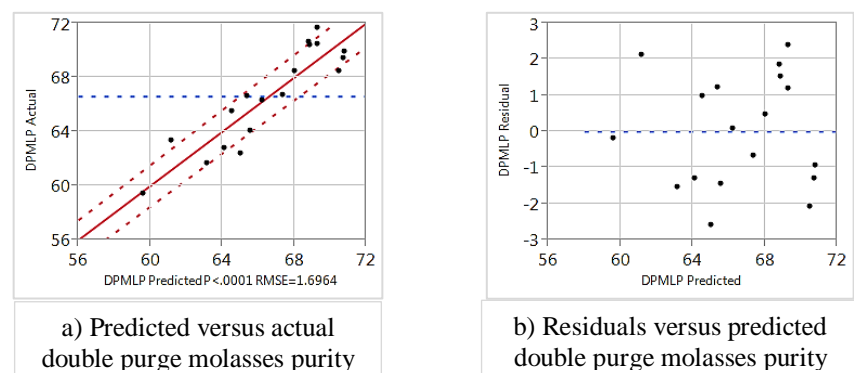 72
68
64
60
56
DPMLP Actual
56 60 64 68 72
DPMLP Predicted P <.0001 RMSE=1.6964
a) Predicted versus actual
double purge molasses purity
3
2
1
0
-1
-2
-3
DPMLP Residual
56 60 64 68 72
DPMLP Predicted
b) Residuals versus predicted
double purge molasses purity